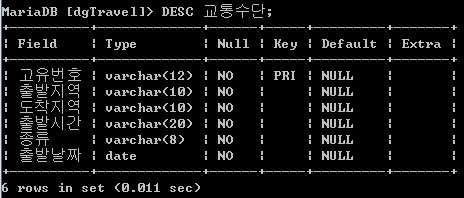 MariaDB [dgTravel]> DESC 교통수단;
+----------+-------------+------+-----+---------+-------+
| Field    | Type        | Null | Key | Default | Extra |
+----------+-------------+------+-----+---------+-------+
| 고유번호 | varchar(12) | NO   | PRI | NULL    |       |
| 출발지역 | varchar(10) | NO   |     | NULL    |       |
| 도착지역 | varchar(10) | NO   |     | NULL    |       |
| 출발시간 | varchar(20) | NO   |     | NULL    |       |
| 종류     | varchar(8)  | NO   |     | NULL    |       |
| 출발날짜 | date        | NO   |     | NULL    |       |
+----------+-------------+------+-----+---------+-------+
6 rows in set (0.011 sec)